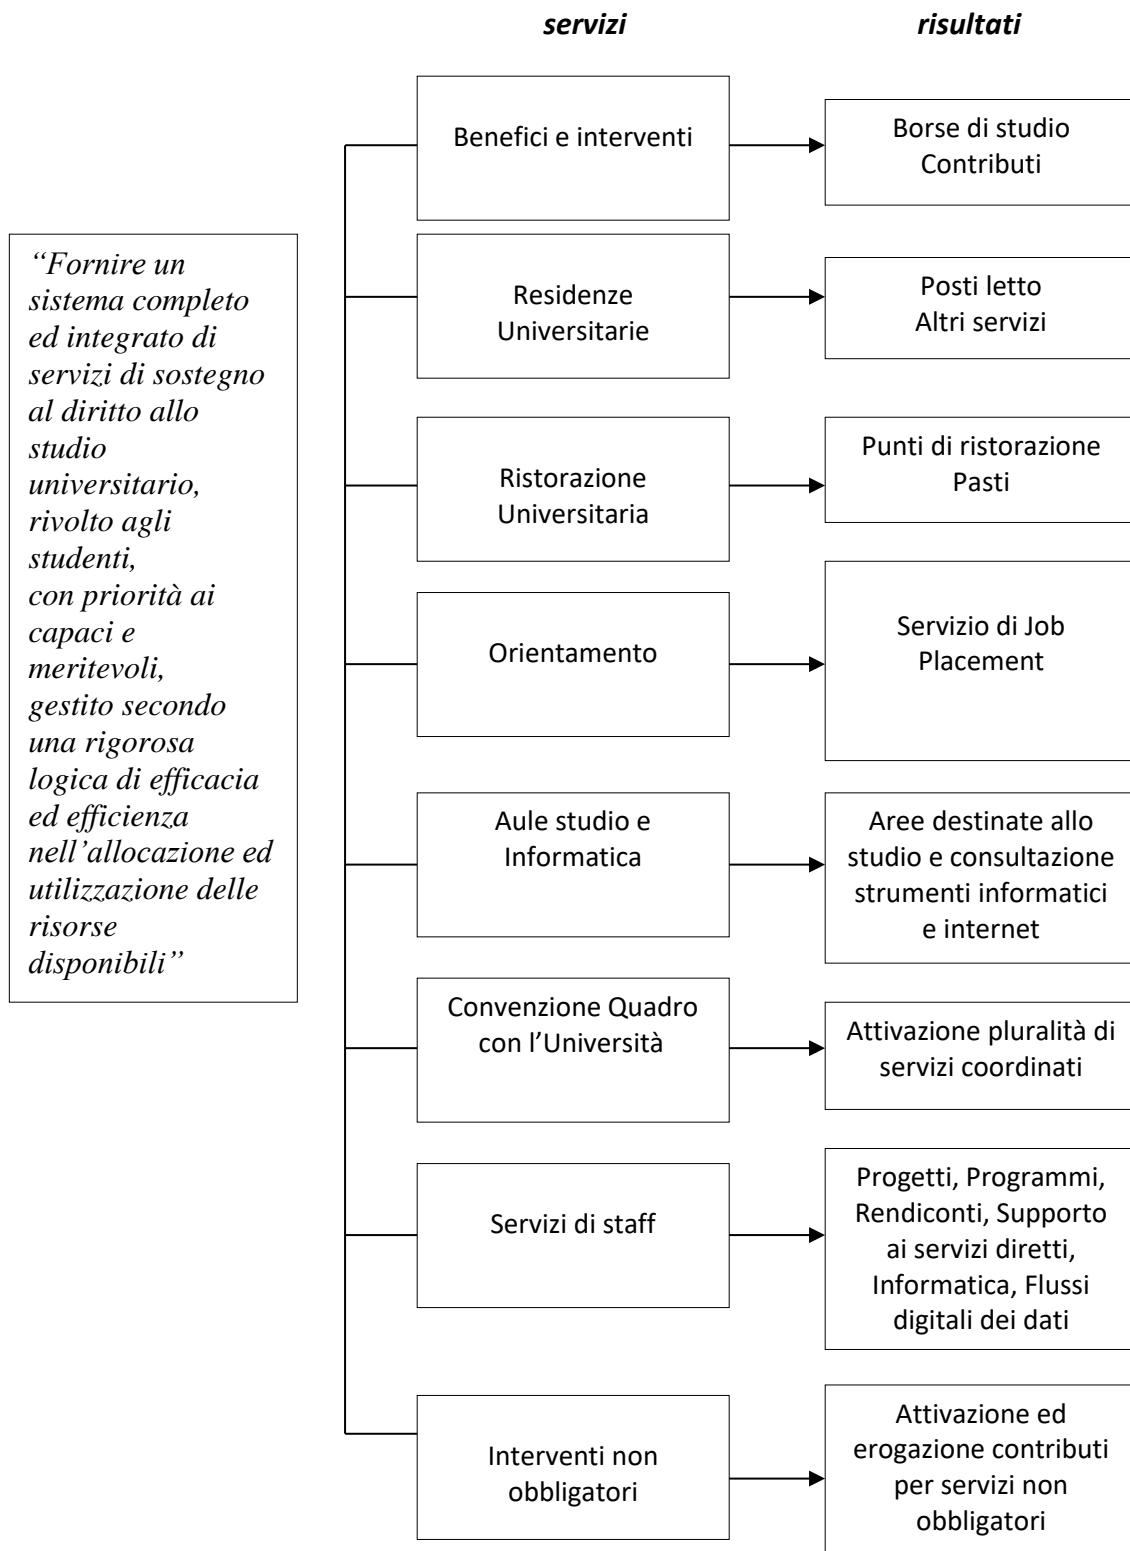 servizi
risultati
“Fornire un
sistema completo
ed integrato di
servizi di sostegno
al diritto allo
studio
universitario,
rivolto agli
studenti,
con priorità ai
capaci e
meritevoli,
gestito secondo
una rigorosa
logica di efficacia
ed efficienza
nell’allocazione ed
utilizzazione delle
risorse
disponibili”
Benefici e interventi
Borse di studio
Contributi
Residenze
Universitarie
Posti letto
Altri servizi
Ristorazione
Universitaria
Punti di ristorazione
Pasti
Orientamento
Servizio di Job
Placement
Aule studio e
Informatica
Aree destinate allo
studio e consultazione
strumenti informatici
e internet
Convenzione Quadro
con l’Università
Attivazione pluralità di
servizi coordinati
Servizi di staff
Progetti, Programmi,
Rendiconti, Supporto
ai servizi diretti,
Informatica, Flussi
digitali dei dati
Interventi non
obbligatori
Attivazione ed
erogazione contributi
per servizi non
obbligatori